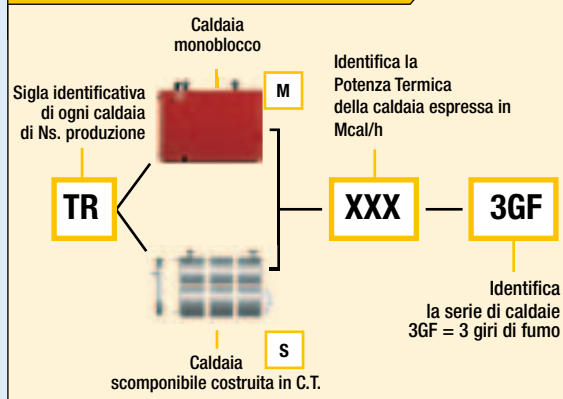 Caldaia
monoblocco
M
Identifica la
Potenza Termica
della caldaia espressa in
Mcal/h
Sigla identificativa
di ogni caldaia
di Ns. produzione
TR
XXX
3GF
Identifica
la serie di caldaie
3GF = 3 giri di fumo
S
Caldaia
scomponibile costruita in C.T.